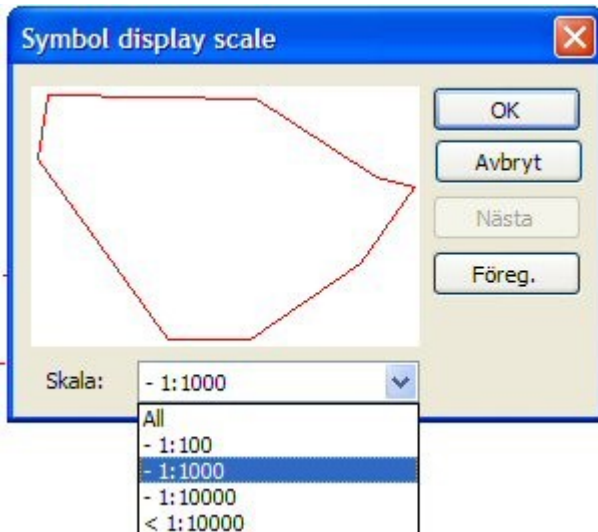 Symbol display scale
OK
Avbryt
Nästa
Föreg.
Skala: - 1:1000
All
- 1:100
- 1:1000
- 1:10000
< 1:10000